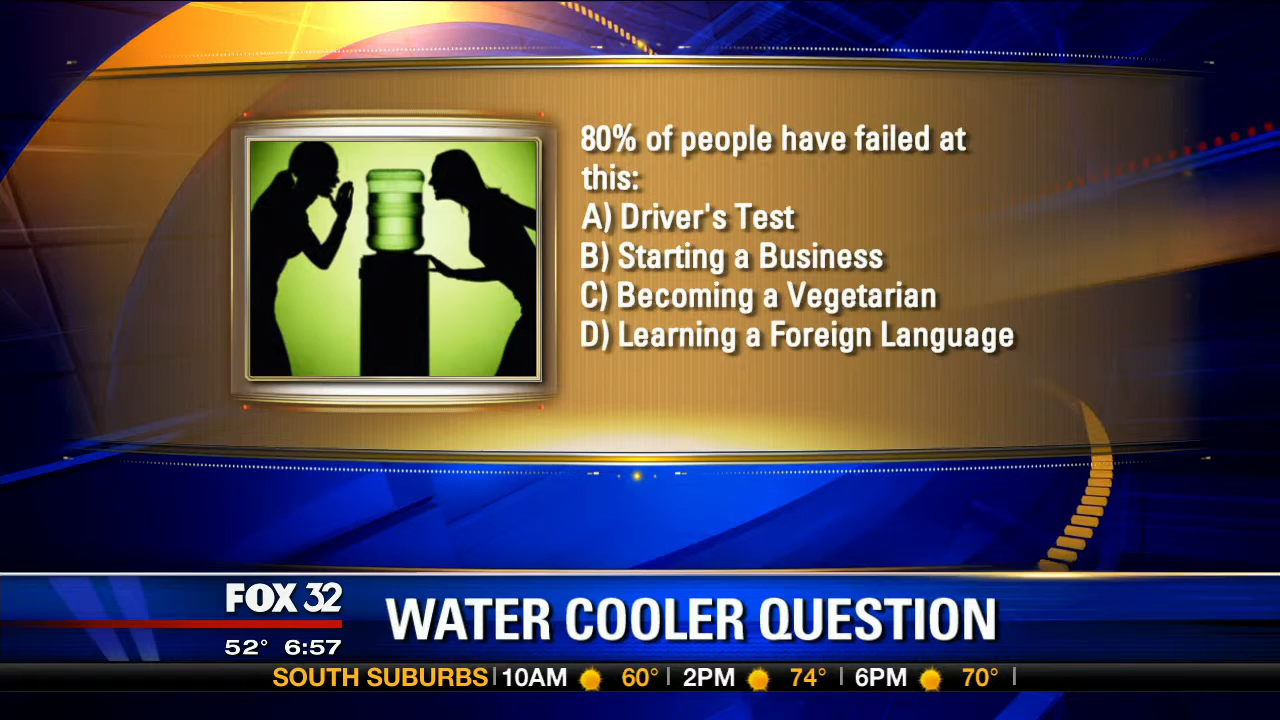 80% of people have failed at
this:
A) Driver's Test
B) Starting a Business
C) Becoming a Vegetarian
D) Learning a Foreign Language
FOX 32
52° 6:57
WATER COOLER QUESTION
SOUTH SUBURBS | 10AM 60° | 2PM 74° | 6PM 70° |